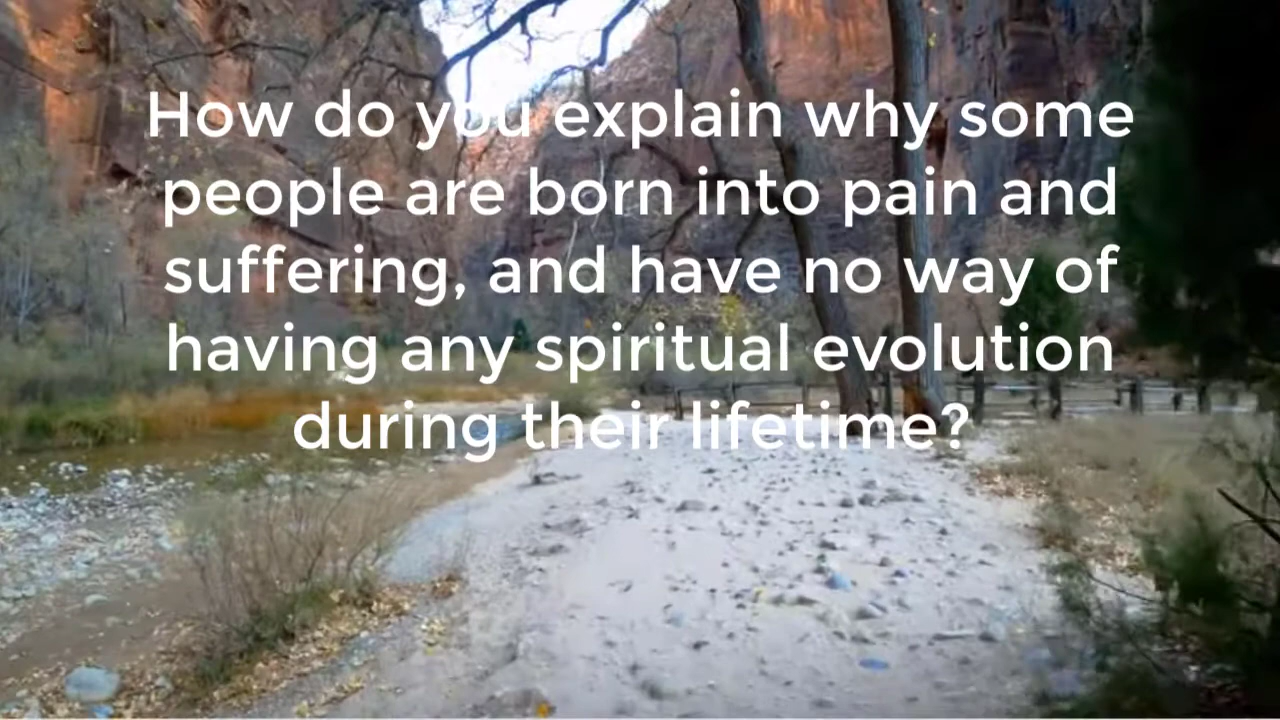 How do you explain why some
people are born into pain and
suffering, and have no way of
having any spiritual evolution
during their lifetime?